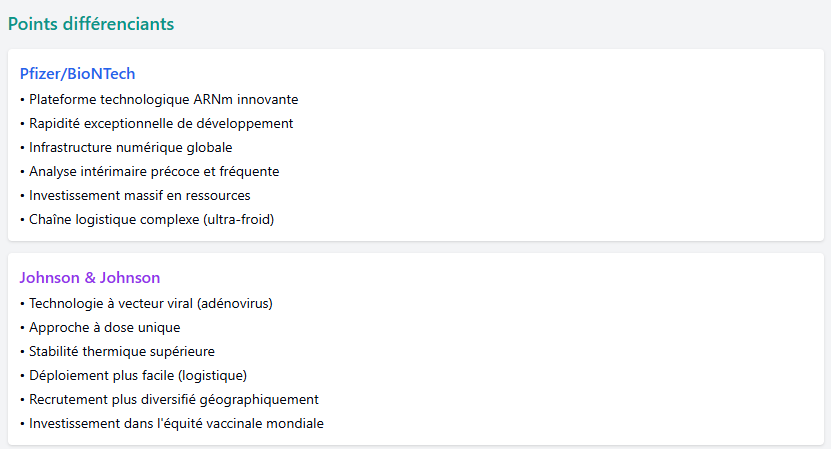 Points différenciants
Pfizer/BioNTech
• Plateforme technologique ARNm innovante
• Rapidité exceptionnelle de développement
• Infrastructure numérique globale
• Analyse intérimaire précoce et fréquente
• Investissement massif en ressources
• Chaîne logistique complexe (ultra-froid)
Johnson & Johnson
• Technologie à vecteur viral (adénovirus)
• Approche à dose unique
• Stabilité thermique supérieure
• Déploiement plus facile (logistique)
• Recrutement plus diversifié géographiquement
• Investissement dans l'équité vaccinale mondiale